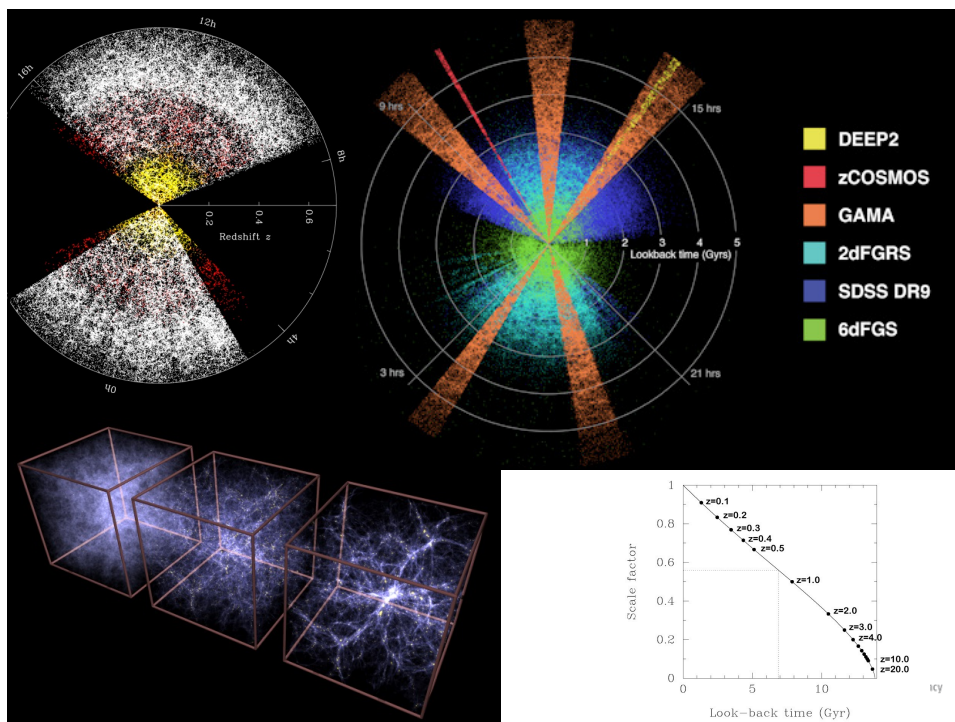 12h
16h
8h
0.2
0.4
0.6
Redshift z
4h
0h
9 hrs
15 hrs
1 2 3 4 5
Lookback time (Gyrs)
3 hrs
21 hrs
DEEP2
zCOSMOS
GAMA
2dFGRS
SDSS DR9
6dFGS
1
0.8
0.6
0.4
0.2
0
Scale factor
z=0.1
z=0.2
z=0.3
z=0.4
z=0.5
z=1.0
z=2.0
z=3.0
z=4.0
z=10.0
z=20.0
0 5 10
Look-back time (Gyr)